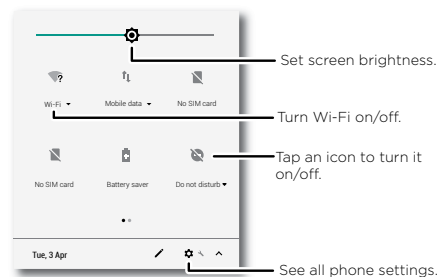 Set screen brightness.
?
Wi-Fi Mobile data No SIM card
Turn Wi-Fi on/off.
Tap an icon to turn it
on/off.
No SIM card Battery saver Do not disturb
Tue, 3 Apr
See all phone settings.